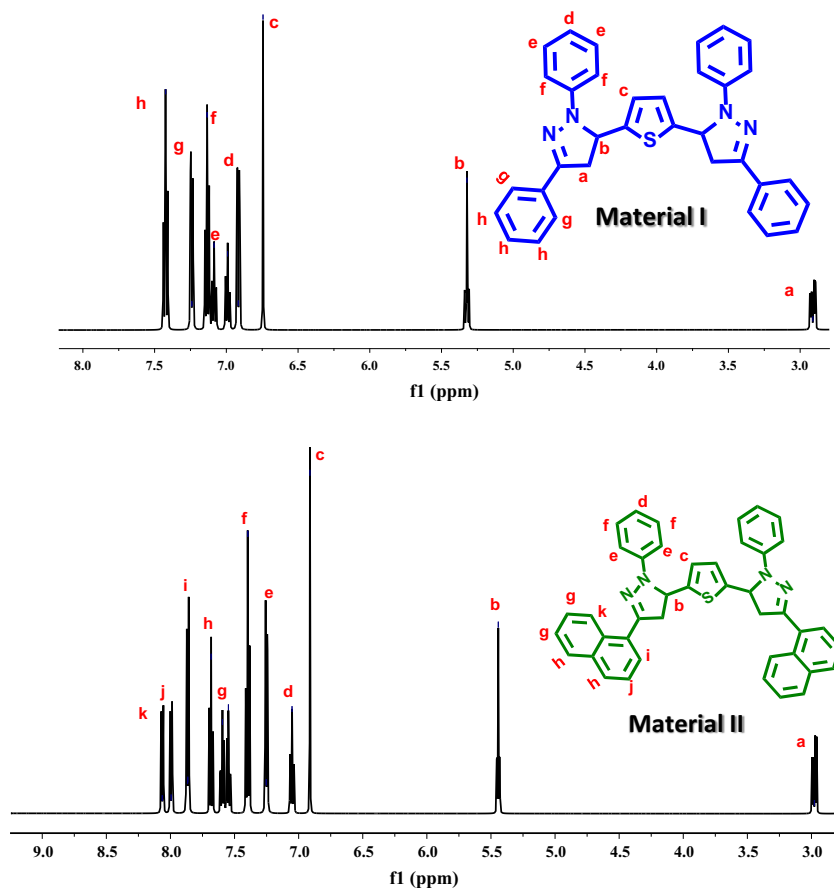 c
h
f
g
d
e
b
a
d
e e
f f
c
N N
N N
S
b
a
g
h g
h h
Material I
8.0 7.5 7.0 6.5 6.0 5.5 5.0 4.5 4.0 3.5 3.0
f1 (ppm)
c
f
i
e
h
j
g
k
d
b
a
d
f f
e e
c
N N
N N
S
b
g k
g
h i
h j
Material II
9.0 8.5 8.0 7.5 7.0 6.5 6.0 5.5 5.0 4.5 4.0 3.5 3.0
f1 (ppm)